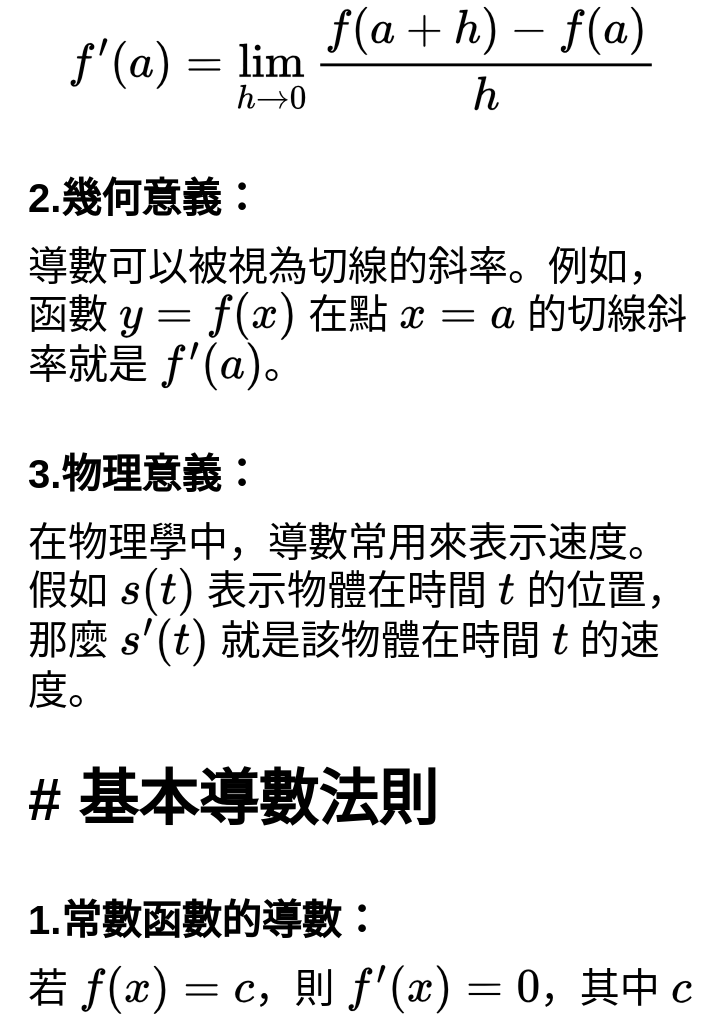 f′(a) = lim_{h→0} \frac{f(a + h) − f(a)}{h}
2.幾何意義：
導數可以被視為切線的斜率。例如，
函數 y = f(x) 在點 x = a 的切線斜
率就是 f′(a)。
3.物理意義：
在物理學中，導數常用來表示速度。
假如 s(t) 表示物體在時間 t 的位置，
那麼 s′(t) 就是該物體在時間 t 的速
度。
# 基本導數法則
1.常數函數的導數：
若 f(x) = c，則 f′(x) = 0，其中 c